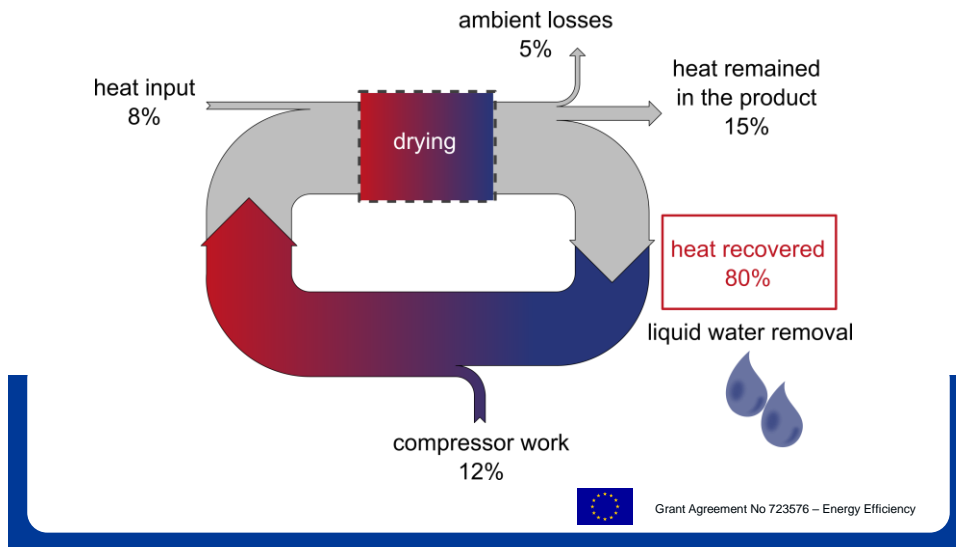 ambient losses
5%
heat input
8%
heat remained
in the product
15%
drying
heat recovered
80%
liquid water removal
compressor work
12%
Grant Agreement No 723576 – Energy Efficiency